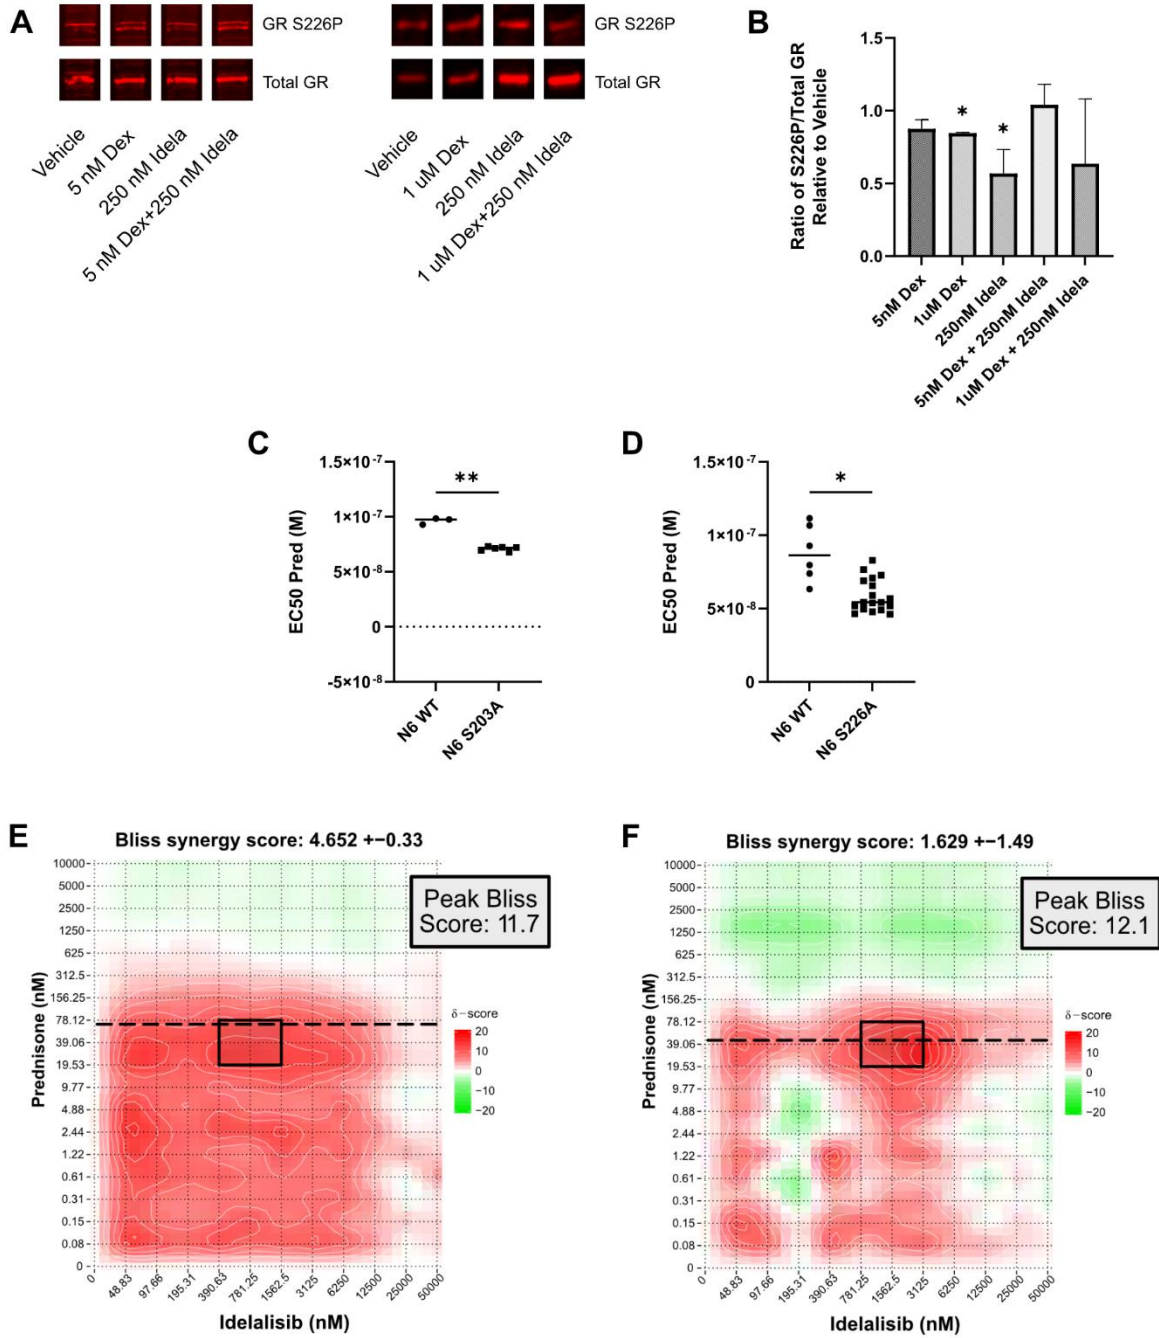 A
GR S226P
Total GR
Vehicle
5 nM Dex
250 nM Idela
5 nM Dex+250 nM Idela
GR S226P
Total GR
Vehicle
1 uM Dex
250 nM Idela
1 uM Dex+250 nM Idela
B
Ratio of S226P/Total GR
Relative to Vehicle
1.5
1.0
0.5
0.0
*
*
5nM Dex
1uM Dex
250nM Idela
5nM Dex + 250nM Idela
1uM Dex + 250nM Idela
C
EC50 Pred (M)
1.5×10⁻⁷
1×10⁻⁷
5×10⁻⁸
0
-5×10⁻⁸
**
N6 WT
N6 S203A
D
EC50 Pred (M)
1.5×10⁻⁷
1×10⁻⁷
5×10⁻⁸
0
*
N6 WT
N6 S226A
E
Bliss synergy score: 4.652 +−0.33
Peak Bliss
Score: 11.7
Prednisone (nM)
10000
5000
2500
1250
625
312.5
156.25
78.12
39.06
19.53
9.77
4.88
2.44
1.22
0.61
0.31
0.15
0.08
0
0
48.83
97.66
195.31
390.63
781.25
1562.5
3125
6250
12500
25000
50000
Idelalisib (nM)
δ−score
20
10
0
−10
−20
F
Bliss synergy score: 1.629 +−1.49
Peak Bliss
Score: 12.1
Prednisone (nM)
10000
5000
2500
1250
625
312.5
156.25
78.12
39.06
19.53
9.77
4.88
2.44
1.22
0.61
0.31
0.15
0.08
0
0
48.83
97.66
195.31
390.63
781.25
1562.5
3125
6250
12500
25000
50000
Idelalisib (nM)
δ−score
20
10
0
−10
−20